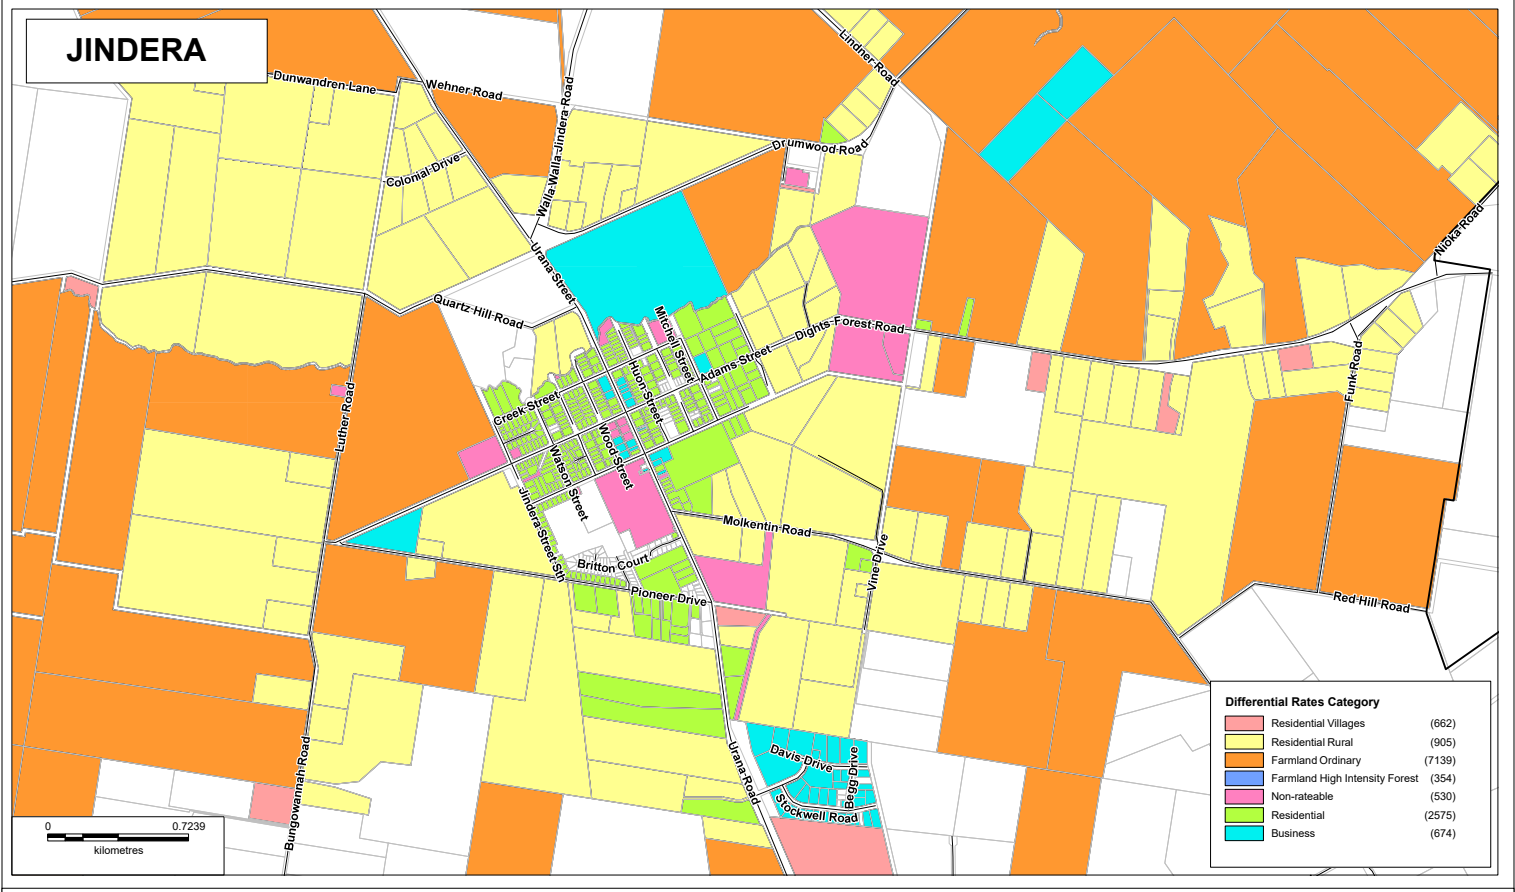 JINDERA
Lindner Road
Dunwandren Lane
Wehner Road
Walla Walla Jindera Road
Drumwood Road
Colonial Drive
Nioka Road
Urana Street
Quartz Hill Road
Mitchell Street
Dights Forest Road
Adams Street
Huon Street
Funk Road
Creek Street
Luther Road
Wood Street
Watson Street
Jindera Street Sth
Molkentin Road
Vine Drive
Britton Court
Pioneer Drive
Red Hill Road
Urana Road
Davis Drive
Begg Drive
Stockwell Road
Bungowannah Road
0 0.7239
kilometres
Differential Rates Category
Residential Villages (662)
Residential Rural (905)
Farmland Ordinary (7139)
Farmland High Intensity Forest (354)
Non-rateable (530)
Residential (2575)
Business (674)